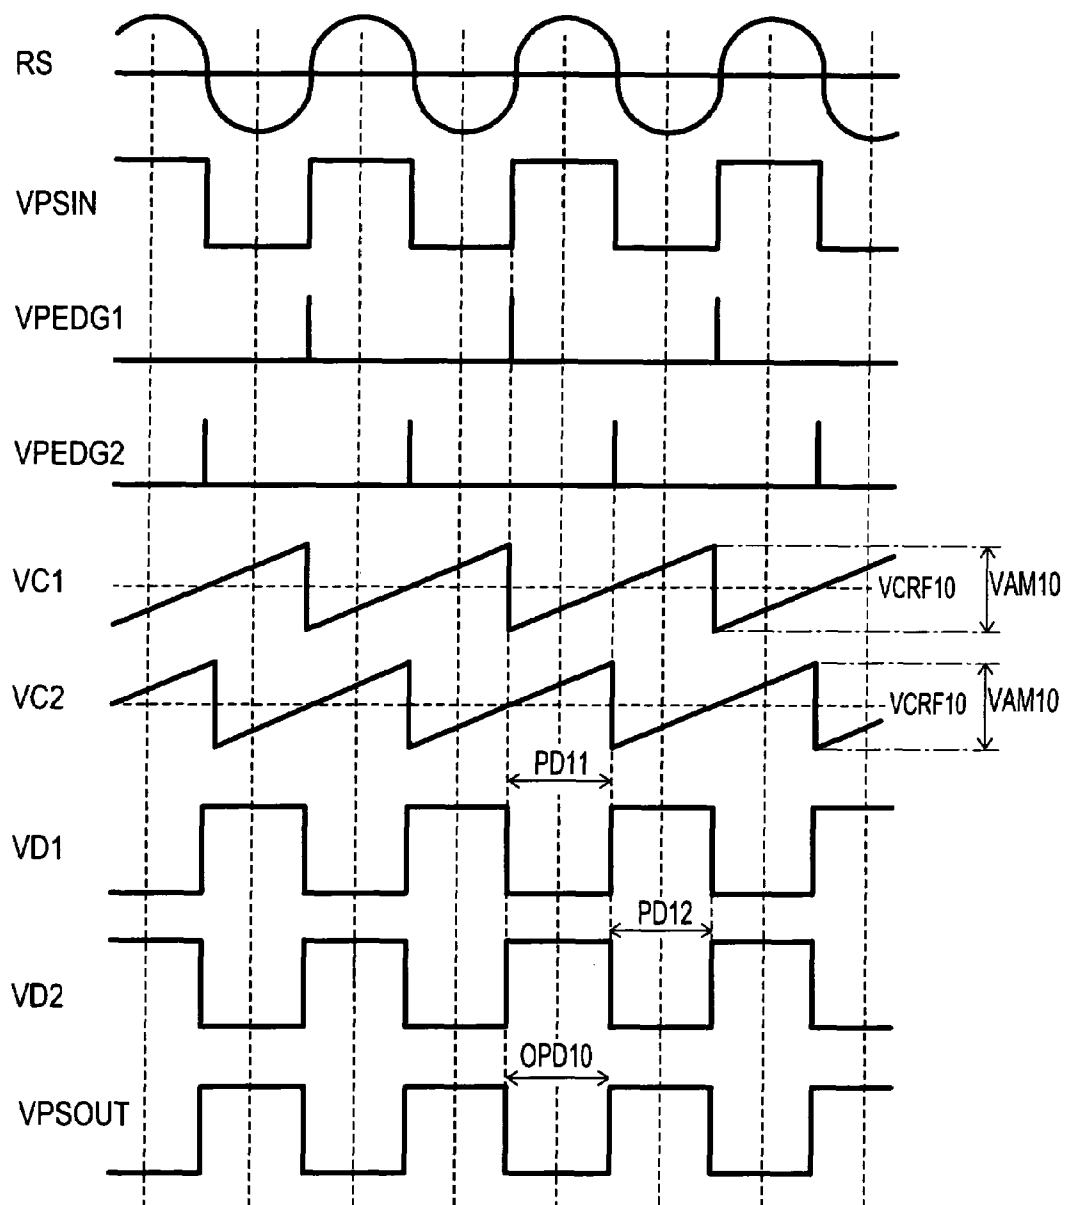 RS
VPSIN
VPEDG1
VPEDG2
VC1
VCRF10
VAM10
VC2
VCRF10
VAM10
PD11
VD1
PD12
VD2
OPD10
VPSOUT